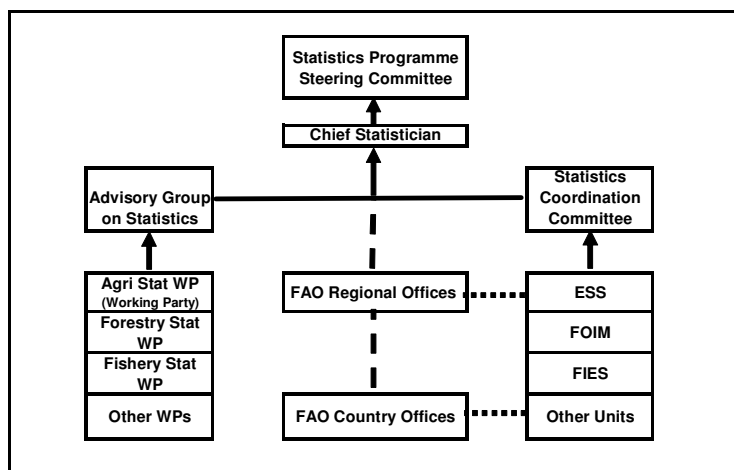 Statistics Programme
Steering Committee
Chief Statistician
Advisory Group
on Statistics
Statistics
Coordination
Committee
Agri Stat WP
(Working Party)
Forestry Stat
WP
Fishery Stat
WP
Other WPs
FAO Regional Offices
FAO Country Offices
ESS
FOIM
FIES
Other Units